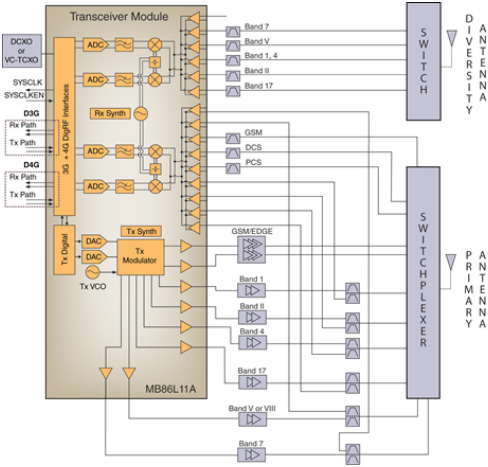 Transceiver Module
DCXO
or
VC-TCXO
SYSCLK
SYSCLKEN
D3G
Rx Path
Tx Path
D4G
Rx Path
Tx Path
3G + 4G DigRF Interfaces
ADC
ADC
ADC
ADC
Rx Synth
Tx Digital
DAC
DAC
Tx Synth
Tx
Modulator
Tx VCO
MB86L11A
Band 7
Band V
Band 1, 4
Band II
Band 17
GSM
DCS
PCS
GSM/EDGE
Band 1
Band II
Band 4
Band 17
Band V or VIII
Band 7
SWITCH
DIVERSITY
ANTENNA
SWITCHPLEXER
PRIMARY
ANTENNA